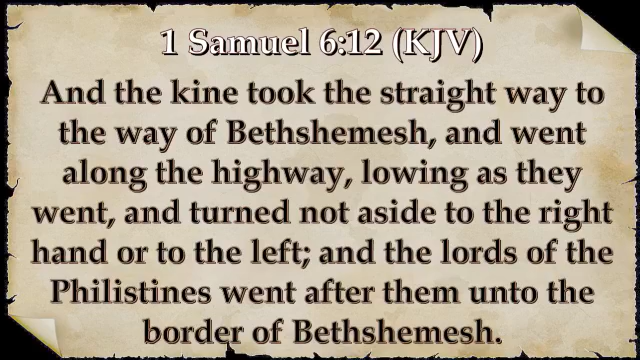 1 Samuel 6:12 (KJV)
And the kine took the straight way to
the way of Bethshemesh, and went
along the highway, lowing as they
went, and turned not aside to the right
hand or to the left; and the lords of the
Philistines went after them unto the
border of Bethshemesh.